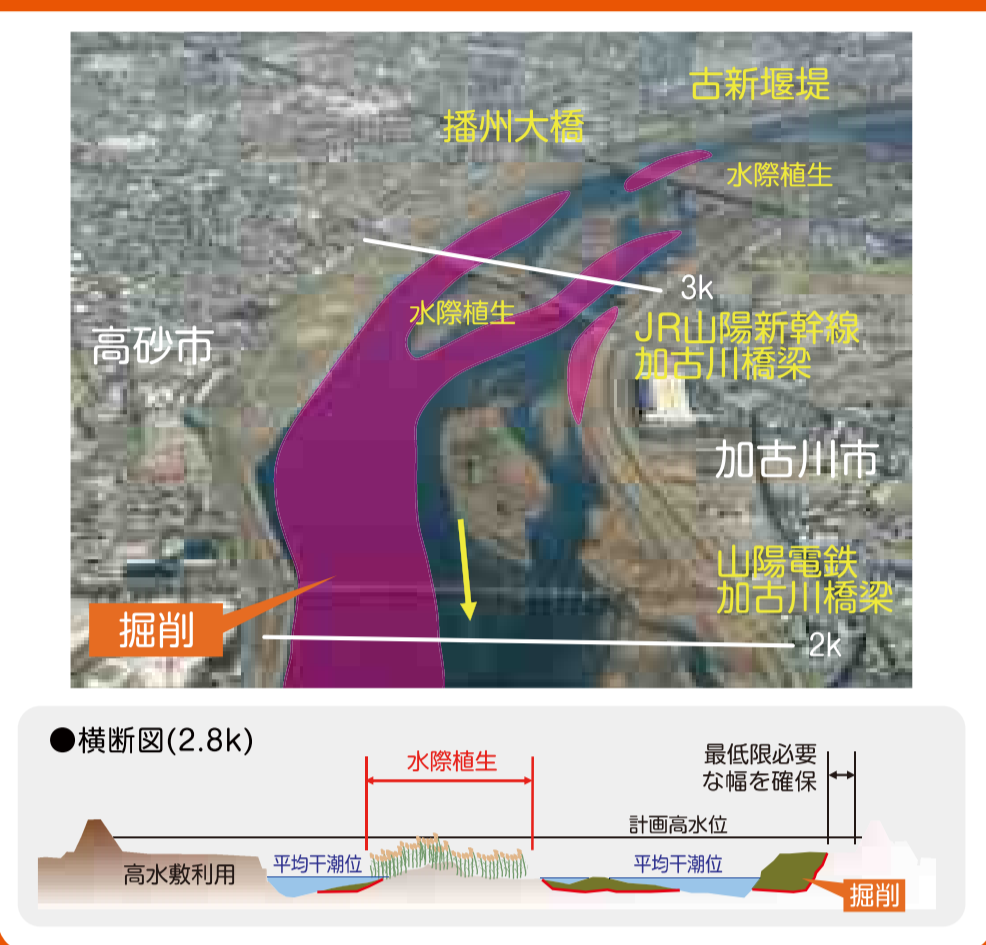 古新堰堤
播州大橋
水際植生
3k
水際植生
JR山陽新幹線
加古川橋梁
高砂市
加古川市
山陽電鉄
加古川橋梁
掘削
2k
●横断図(2.8k)
水際植生
最低限必要
な幅を確保
計画高水位
高水敷利用
平均干潮位
平均干潮位
掘削